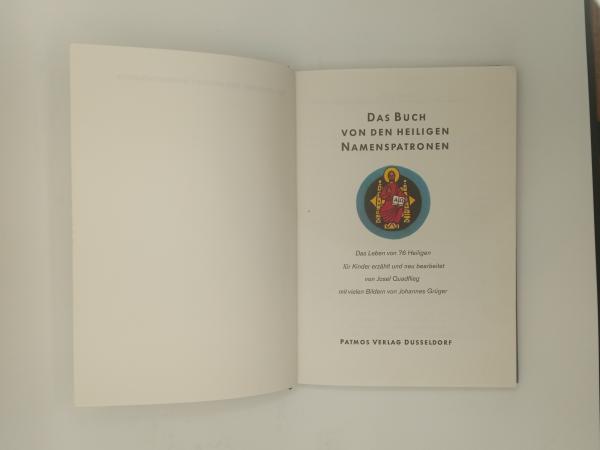 DAS BUCH
VON DEN HEILIGEN
NAMENSPATRONEN
Das Leben von 76 Heiligen
für Kinder erzählt und neu bearbeitet
von Josef Quadflieg
mit vielen Bildern von Johannes Grüger
PATMOS VERLAG DUSSELDORF